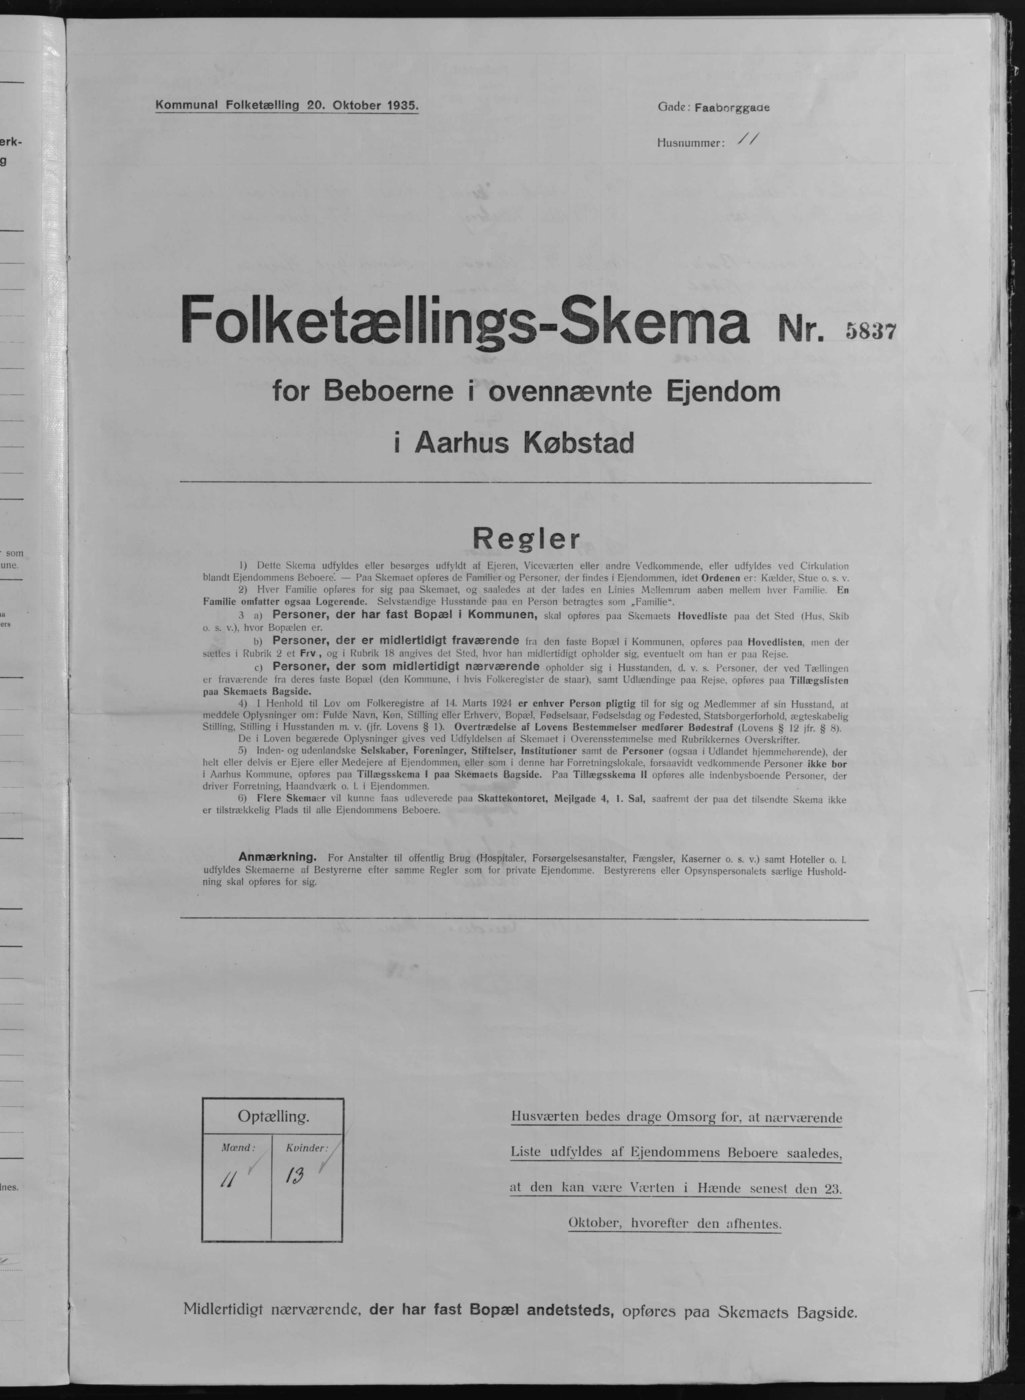 Kommunal Folketælling 20. Oktober 1935.
Gade: Faaborggade
Husnummer: 11
Folketællings-Skema Nr. 5837
for Beboerne i ovennævnte Ejendom
i Aarhus Købstad
Regler
1) Dette Skema udfyldes eller besørges udfyldt af Ejeren, Viceværten eller andre Vedkommende, eller udfyldes ved Cirkulation
blandt Ejendommens Beboere. — Paa Skemaet opføres de Familier og Personer, der findes i Ejendommen, idet Ordenen er: Kælder, Stue o. s. v.
2) Hver Familie opføres for sig paa Skemaet, og saaledes at der lades en Linies Mellemrum aaben mellem hver Familie. En
Familie omfatter ogsaa Logerende. Selvstændige Husstande paa en Person betragtes som „Familie“.
3 a) Personer, der har fast Bopæl i Kommunen, skal opføres paa Skemaets Hovedliste paa det Sted (Hus, Skib
o. s. v.), hvor Bopælen er.
b) Personer, der er midlertidigt fraværende fra den faste Bopæl i Kommunen, opføres paa Hovedlisten, men der
sættes i Rubrik 2 et Frv., og i Rubrik 18 angives det Sted, hvor han midlertidigt opholder sig, eventuelt om han er paa Rejse.
c) Personer, der som midlertidigt nærværende opholder sig i Husstanden, d. v. s. Personer, der ved Tællingen
er fraværende fra deres faste Bopæl (den Kommune, i hvis Folkeregister de staar), samt Udlændinge paa Rejse, opføres paa Tillægslisten
paa Skemaets Bagside.
4) I Henhold til Lov om Folkeregistre af 14. Marts 1924 er enhver Person pligtig til for sig og Medlemmer af sin Husstand, at
meddele Oplysninger om: Fulde Navn, Køn, Stilling eller Erhverv, Bopæl, Fødselsaar, Fødselsdag og Fødested, Statsborgerforhold, ægteskabelig
Stilling, Stilling i Husstanden m. v. (jfr. Lovens § 1). Overtrædelse af Lovens Bestemmelser medfører Bødestraf (Lovens § 12 jfr. § 8).
De i Loven begærede Oplysninger gives ved Udfyldelsen af Skemaet i Overensstemmelse med Rubrikkernes Overskrifter.
5) Inden- og udenlandske Selskaber, Foreninger, Stiftelser, Institutioner samt de Personer (ogsaa i Udlandet hjemmehørende), der
helt eller delvis er Ejere eller Medejere af Ejendommen, eller som i denne har Forretningslokale, forsaavidt vedkommende Personer ikke bor
i Aarhus Kommune, opføres paa Tillægsskema I paa Skemaets Bagside. Paa Tillægsskema II opføres alle indenbysboende Personer, der
driver Forretning, Haandværk o. l. i Ejendommen.
6) Flere Skemaer vil kunne faas udleverede paa Skattekontoret, Mejlgade 4, 1. Sal, saafremt der paa det tilsendte Skema ikke
er tilstrækkelig Plads til alle Ejendommens Beboere.
Anmærkning. For Anstalter til offentlig Brug (Hospitaler, Forsørgelsesanstalter, Fængsler, Kaserner o. s. v.) samt Hoteller o. l.
udfyldes Skemaerne af Bestyrerne efter samme Regler som for private Ejendomme. Bestyrerens eller Opsynspersonalets særlige Hushold-
ning skal opføres for sig.
Optælling.
Mænd: Kvinder:
11 13
Husværten bedes drage Omsorg for, at nærværende
Liste udfyldes af Ejendommens Beboere saaledes,
at den kan være Værten i Hænde senest den 23.
Oktober, hvorefter den afhentes.
Midlertidigt nærværende, der har fast Bopæl andetsteds, opføres paa Skemaets Bagside.